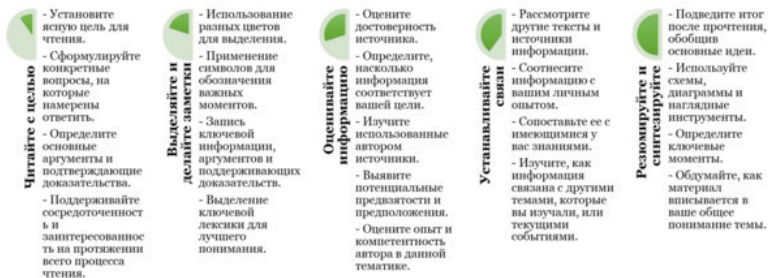 Читайте с целью
- Установите
ясную цель для
чтения.
- Сформулируйте
конкретные
вопросы, на
которые
намерены
ответить.
- Определите
основные
аргументы и
подтверждающие
доказательства.
- Поддерживайте
сосредоточенност
ь и
заинтересованнос
ть на протяжении
всего процесса
чтения.
Выделяйте и
делайте заметки
- Использование
разных цветов
для выделения.
- Применение
символов для
обозначения
важных
моментов.
- Запись
ключевой
информации,
аргументов и
поддерживающих
доказательств.
- Выделение
ключевой
лексики для
лучшего
понимания.
Оценивайте
информацию
- Оцените
достоверность
источника.
- Определите,
насколько
информация
соответствует
вашей цели.
- Изучите
использованные
автором
источники.
- Выявите
потенциальные
предвзятости и
предположения.
- Оцените опыт и
компетентность
автора в данной
тематике.
Устанавливайте
связи
- Рассмотрите
другие тексты и
источники
информации.
- Соотнесите
информацию с
вашим личным
опытом.
- Сопоставьте ее с
имеющимися у
вас знаниями.
- Изучите, как
информация
связана с другими
темами, которые
вы изучали, или
текущими
событиями.
Резюмируйте и
синтезируйте
- Подведите итог
после прочтения,
обобщив
основные идеи.
- Используйте
схемы,
диаграммы и
наглядные
инструменты.
- Определите
ключевые
моменты.
- Обдумайте, как
материал
вписывается в
ваше общее
понимание темы.